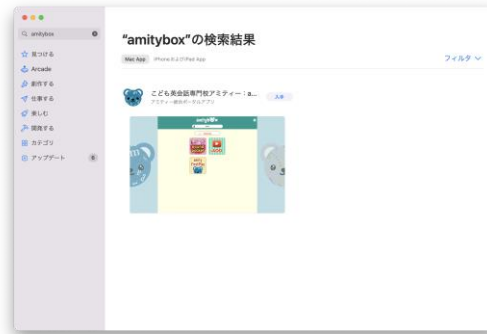 amitybox
見つける
Arcade
創作する
仕事する
楽しむ
開発する
カテゴリ
アップデート
6
“amitybox”の検索結果
Mac App
iPhoneおよびiPad App
フィルタ
こども英会話専門校アミティー：a...
アミティー総合ポータルアプリ
入手